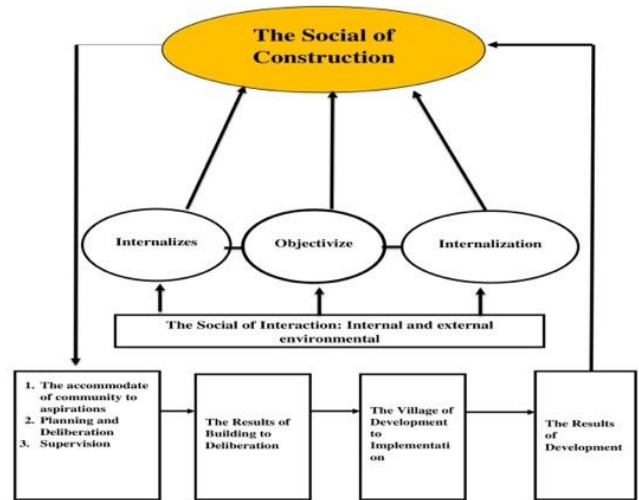 The Social of
Construction
Internalizes
Objectivize
Internalization
The Social of Interaction: Internal and external
environmental
1. The accommodate
of community to
aspirations
2. Planning and
Deliberation
3. Supervision
The Results of
Building to
Deliberation
The Village of
Development
to
Implementati
on
The Results
of
Development